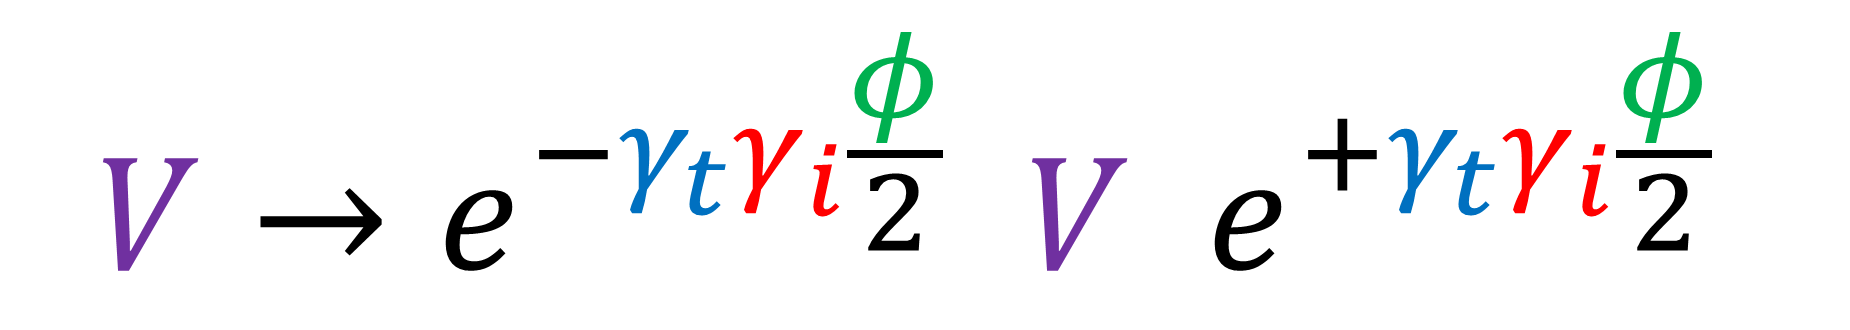 V → e^{−γ_t γ_i ϕ/2} V e^{+γ_t γ_i ϕ/2}